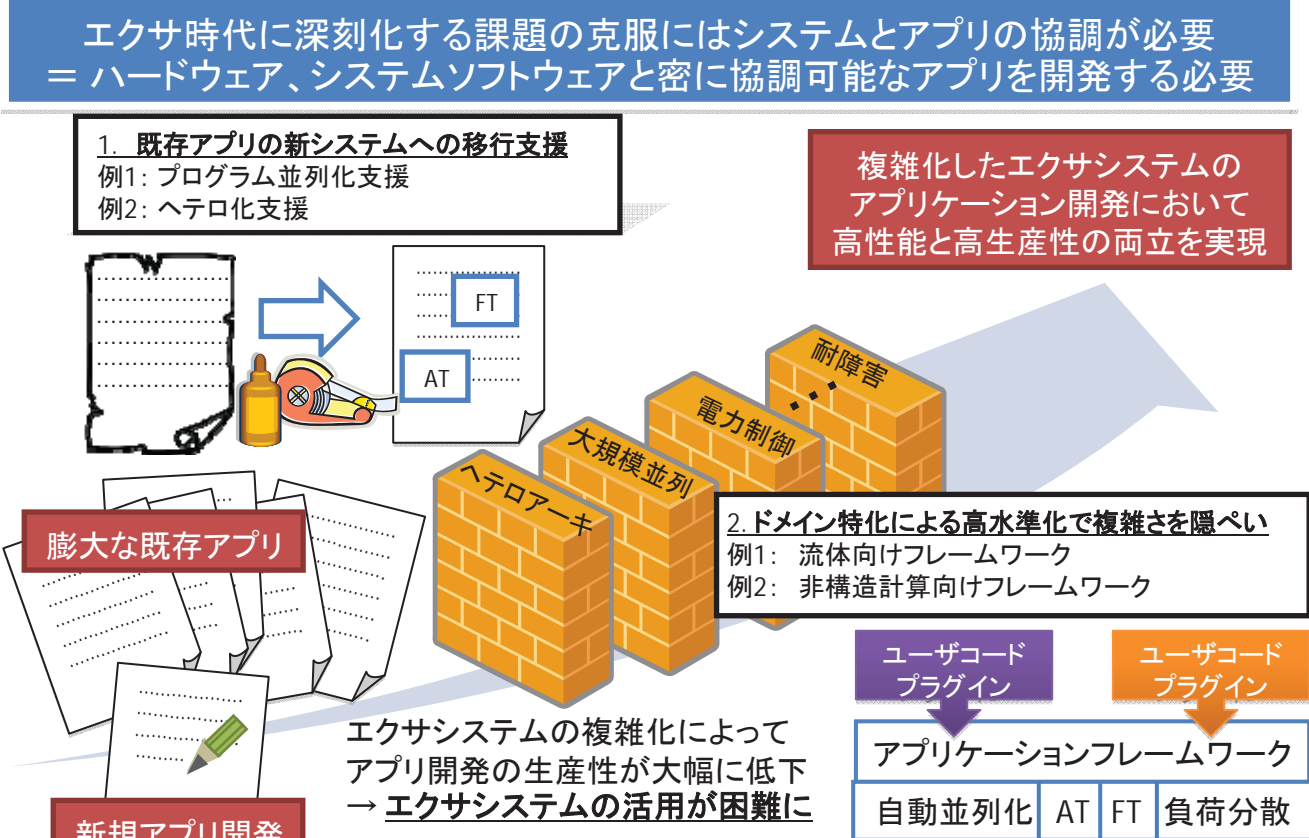 エクサ時代に深刻化する課題の克服にはシステムとアプリの協調が必要
= ハードウェア、システムソフトウェアと密に協調可能なアプリを開発する必要
1. 既存アプリの新システムへの移行支援
例1: プログラム並列化支援
例2: ヘテロ化支援
複雑化したエクサシステムの
アプリケーション開発において
高性能と高生産性の両立を実現
FT
AT
耐障害
電力制御
大規模並列
ヘテロアーキ
膨大な既存アプリ
2.ドメイン特化による高水準化で複雑さを隠ぺい
例1: 流体向けフレームワーク
例2: 非構造計算向けフレームワーク
ユーザコード
プラグイン
ユーザコード
プラグイン
エクサシステムの複雑化によって
アプリ開発の生産性が大幅に低下
→ エクサシステムの活用が困難に
アプリケーションフレームワーク
自動並列化 AT FT 負荷分散
新規アプリ開発